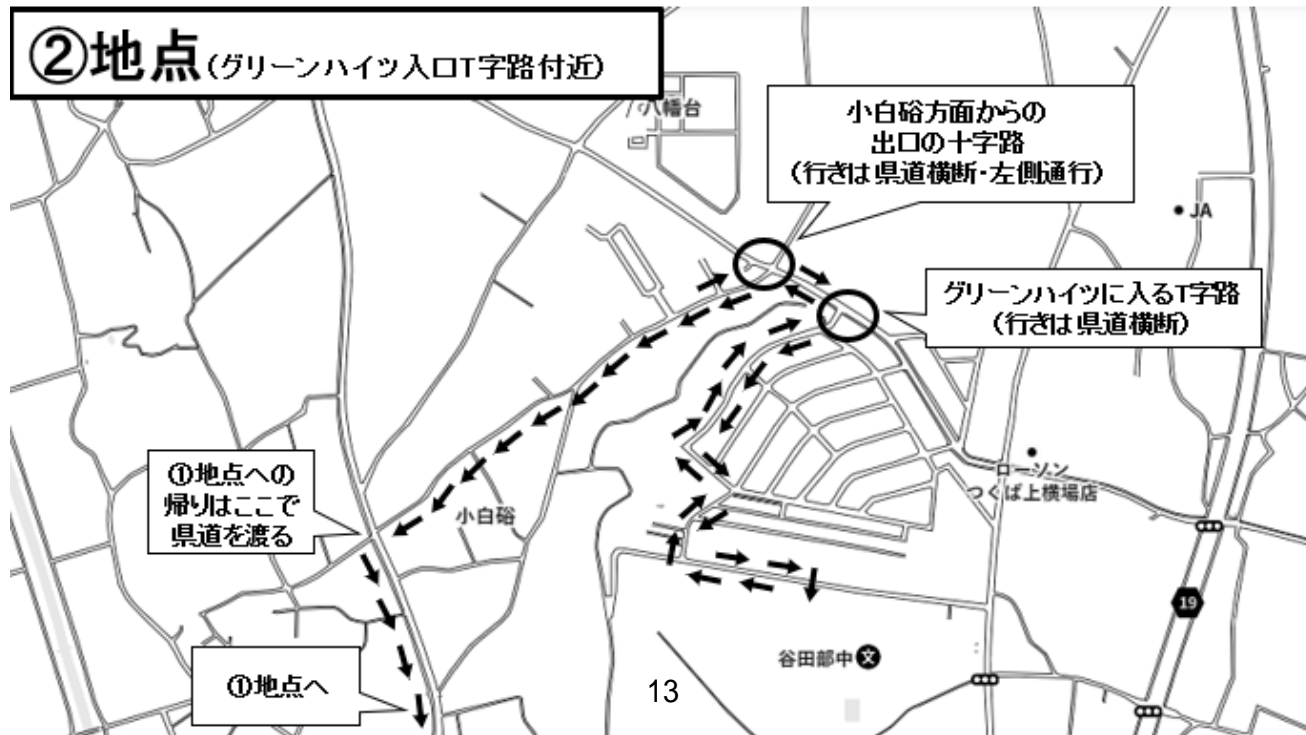 ②地点(グリーンハイツ入口T字路付近)
八幡台
小白硲方面からの
出口の十字路
(行きは県道横断・左側通行)
JA
グリーンハイツに入るT字路
(行きは県道横断)
①地点への
帰りはここで
県道を渡る
小白硲
ローソン
つくば上横場店
19
谷田部中
文
①地点へ
13